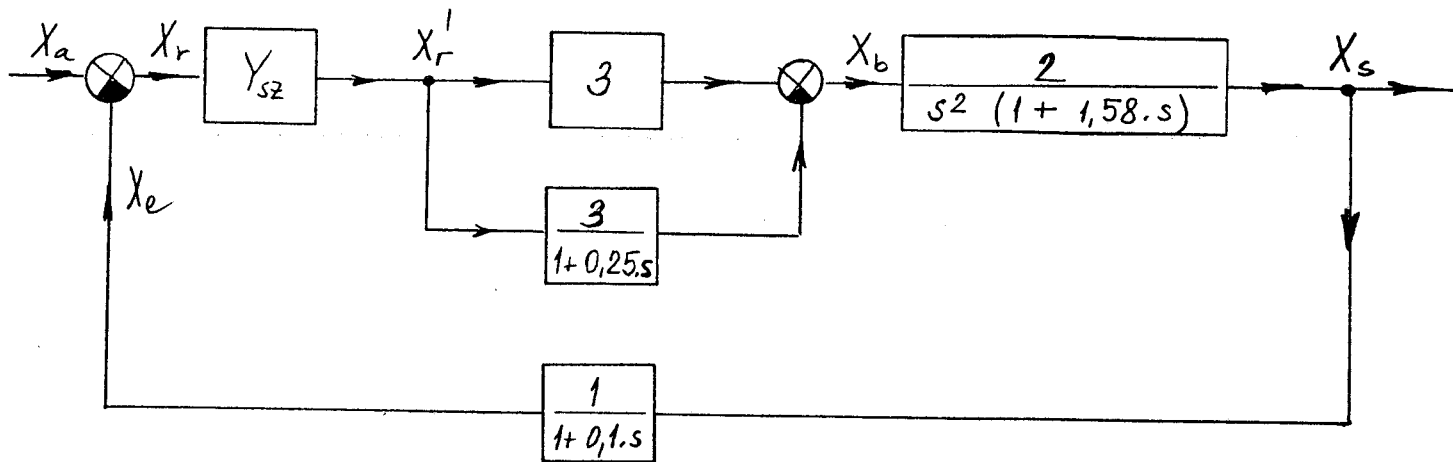 Xa
Xr
Ysz
Xr'
3
Xb
2
s² (1 + 1,58.s)
Xs
Xe
3
1+0,25.s
1
1+0,1.s